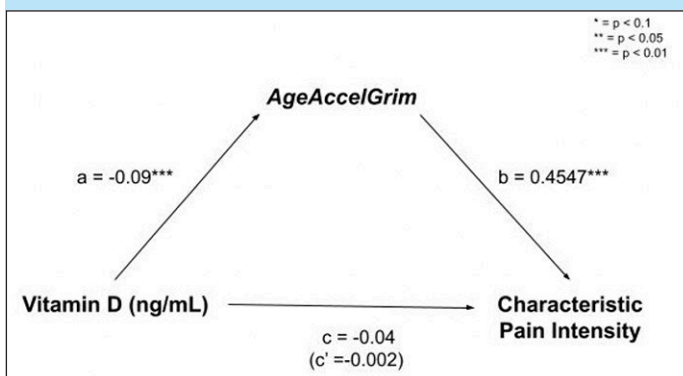 * = p < 0.1
** = p < 0.05
*** = p < 0.01
AgeAccelGrim
a = -0.09***
b = 0.4547***
Vitamin D (ng/mL)
Characteristic
Pain Intensity
c = -0.04
(c' =-0.002)